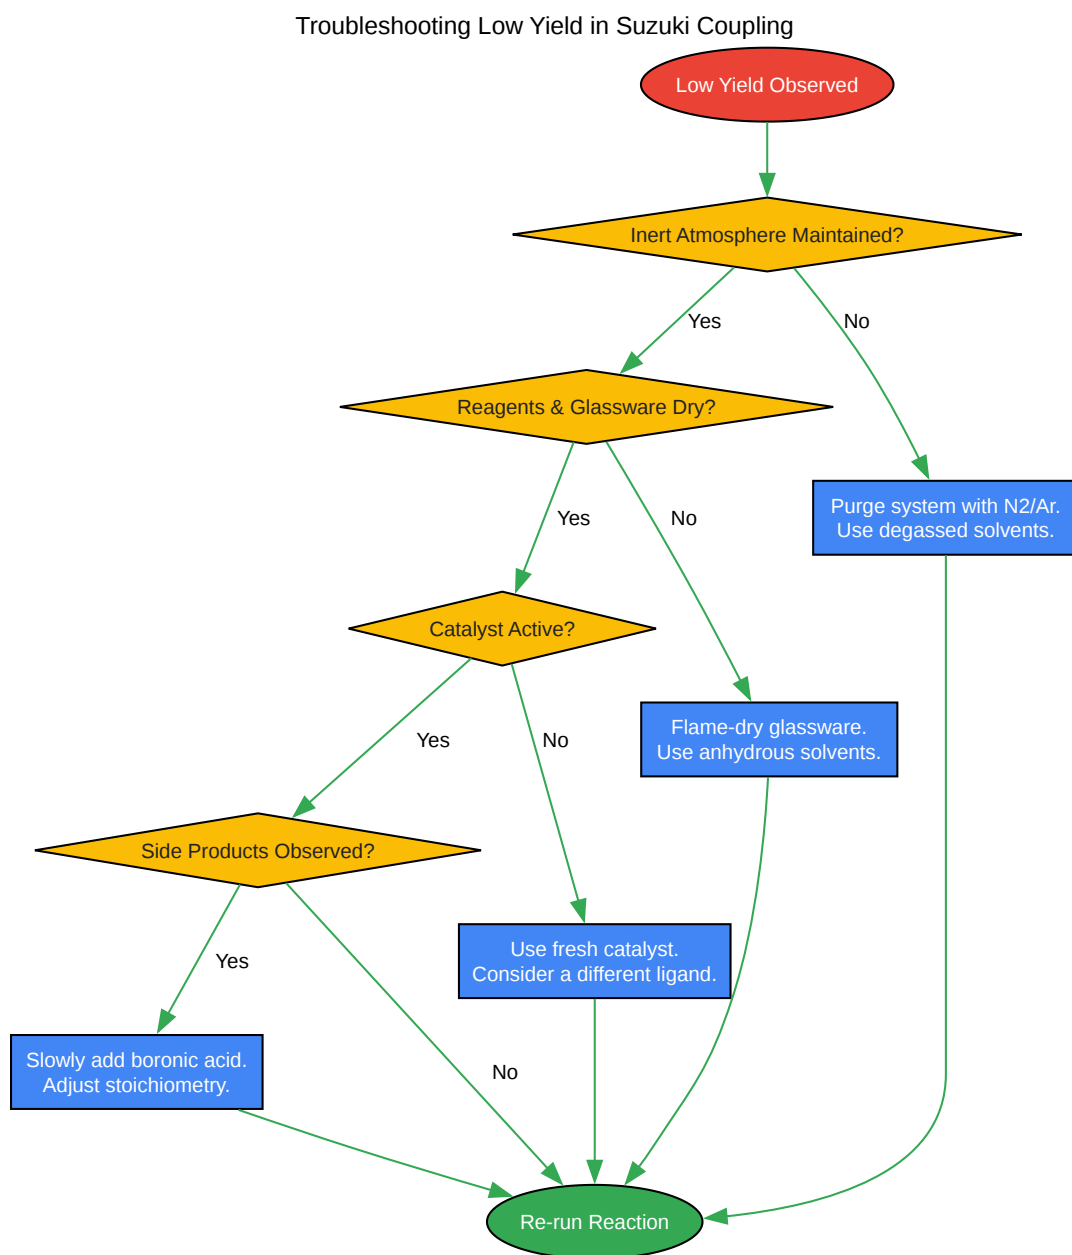 Troubleshooting Low Yield in Suzuki Coupling
Low Yield Observed
Inert Atmosphere Maintained?
Yes
No
Reagents & Glassware Dry?
Purge system with N2/Ar.
Use degassed solvents.
Yes
No
Catalyst Active?
Flame-dry glassware.
Use anhydrous solvents.
Yes
No
Side Products Observed?
Use fresh catalyst.
Consider a different ligand.
Yes
No
Slowly add boronic acid.
Adjust stoichiometry.
Re-run Reaction